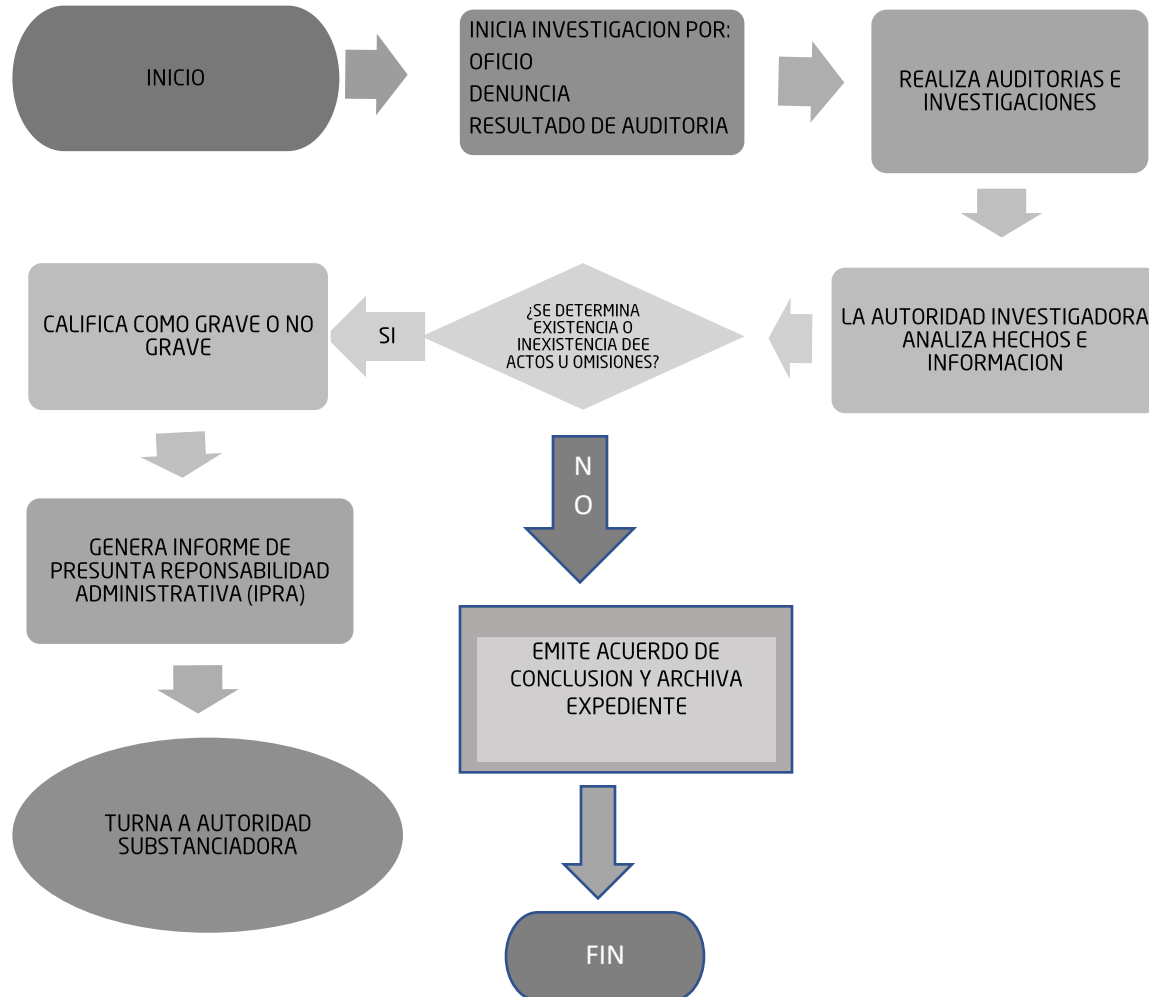 INICIO
INICIA INVESTIGACION POR:
OFICIO
DENUNCIA
RESULTADO DE AUDITORIA
REALIZA AUDITORIAS E
INVESTIGACIONES
LA AUTORIDAD INVESTIGADORA
ANALIZA HECHOS E
INFORMACION
¿SE DETERMINA
EXISTENCIA O
INEXISTENCIA DEE
ACTOS U OMISIONES?
SI
CALIFICA COMO GRAVE O NO
GRAVE
GENERA INFORME DE
PRESUNTA REPONSABILIDAD
ADMINISTRATIVA (IPRA)
TURNA A AUTORIDAD
SUBSTANCIADORA
N
O
EMITE ACUERDO DE
CONCLUSION Y ARCHIVA
EXPEDIENTE
FIN